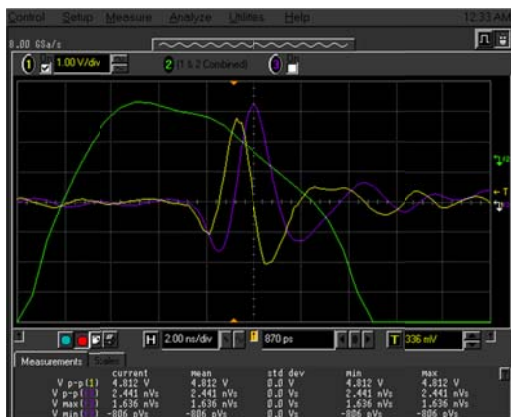 Control Setup Measure Analyze Utilities Help 12:33 AM
8.00 GSa/s
1 On 1.00 V/div 2 (1 & 2 Combined) 3 On
T
H 2.00 ns/div 870 ps T 336 mV
Measurements Scales
current mean std dev min max
V p-p(1) 4.812 V 4.812 V 0.0 V 4.812 V 4.812 V
V p-p( 2.441 nVs 2.441 nVs 0.0 Vs 2.441 nVs 2.441 nVs
V max( 1.636 nVs 1.636 nVs 0.0 Vs 1.636 nVs 1.636 nVs
V min( -806 pVs -806 pVs 0.0 Vs -806 pVs -806 pVs